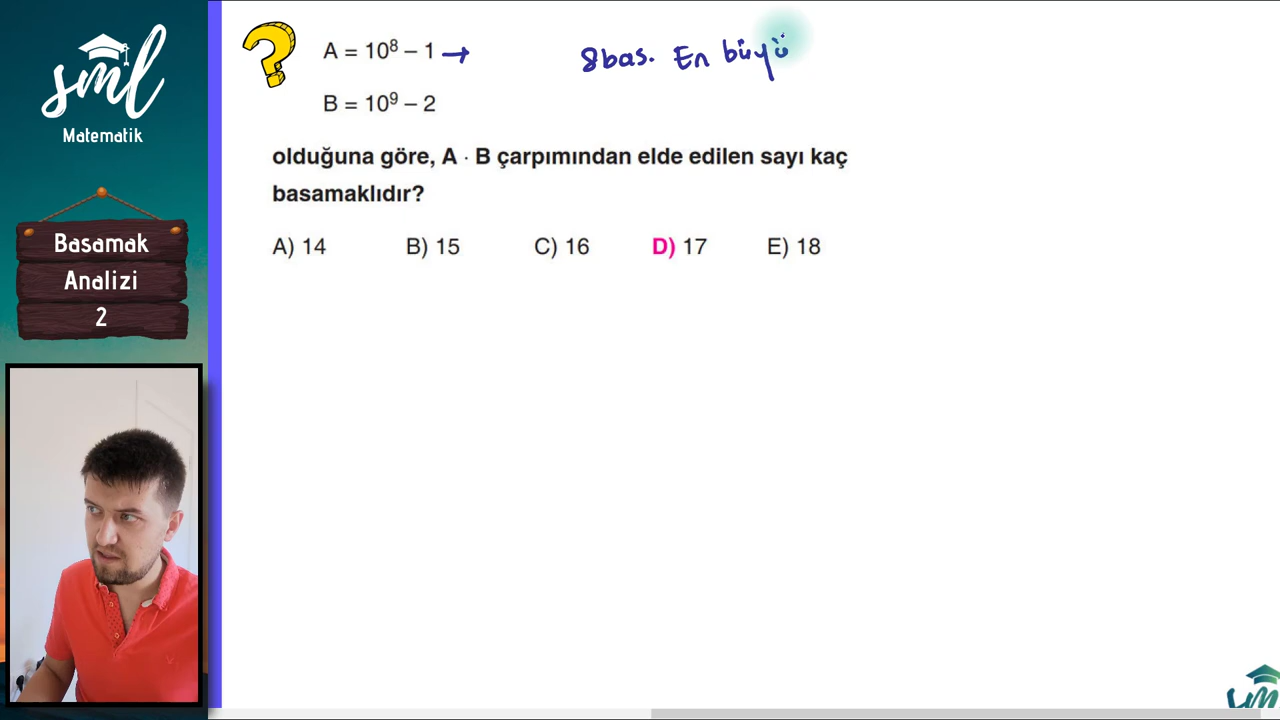 sml
Matematik
Basamak
Analizi
2
?
A = 10⁸ – 1 → 8bas. En büyü
B = 10⁹ – 2
olduğuna göre, A · B çarpımından elde edilen sayı kaç
basamaklıdır?
A) 14 B) 15 C) 16 D) 17 E) 18